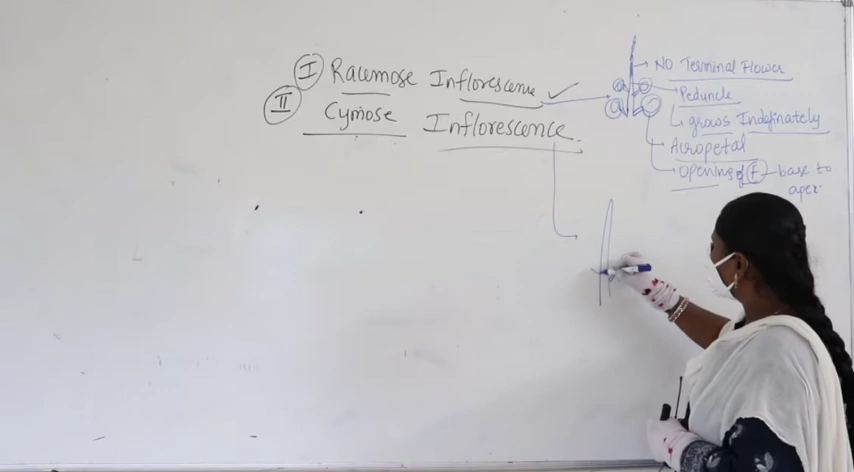 I Racemose Inflorescence ✓
II Cymose Inflorescence
No Terminal Flower
Peduncle
grows Indefinately
Acropetal
opening of F - base to
apex.